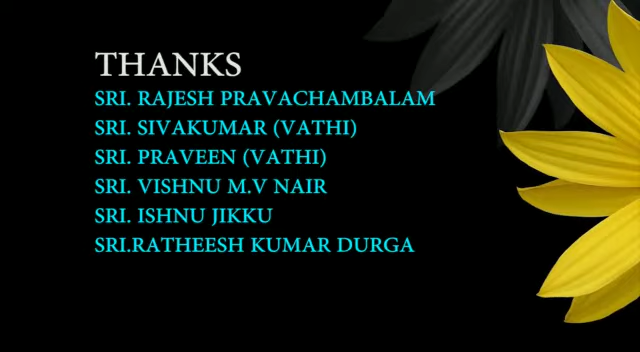 THANKS
SRI. RAJESH PRAVACHAMBALAM
SRI. SIVAKUMAR (VATHI)
SRI. PRAVEEN (VATHI)
SRI. VISHNU M.V NAIR
SRI. ISHNU JIKKU
SRI.RATHEESH KUMAR DURGA